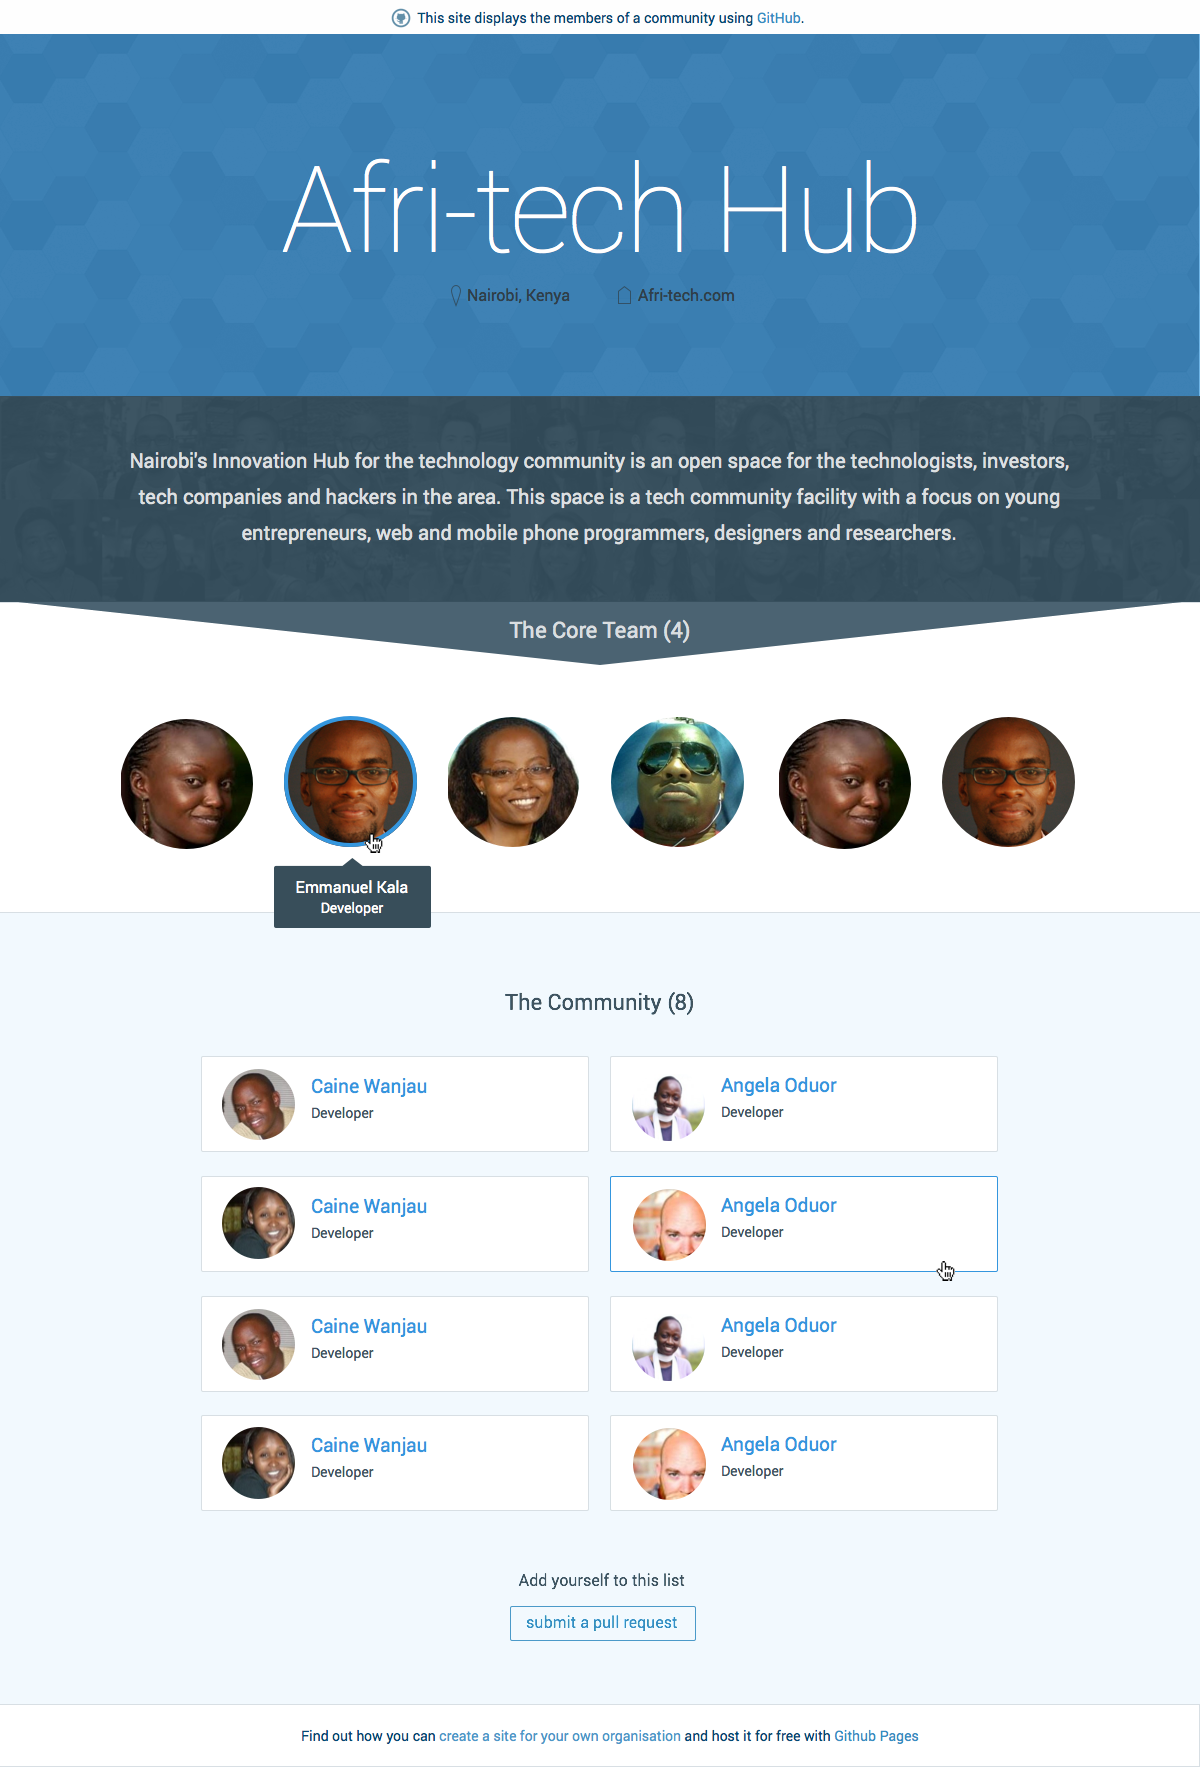 This site displays the members of a community using GitHub.
Afri-tech Hub
Nairobi, Kenya
Afri-tech.com
Nairobi's Innovation Hub for the technology community is an open space for the technologists, investors,
tech companies and hackers in the area. This space is a tech community facility with a focus on young
entrepreneurs, web and mobile phone programmers, designers and researchers.
The Core Team (4)
Emmanuel Kala
Developer
The Community (8)
Caine Wanjau
Developer
Angela Oduor
Developer
Caine Wanjau
Developer
Angela Oduor
Developer
Caine Wanjau
Developer
Angela Oduor
Developer
Caine Wanjau
Developer
Angela Oduor
Developer
Add yourself to this list
submit a pull request
Find out how you can create a site for your own organisation and host it for free with Github Pages